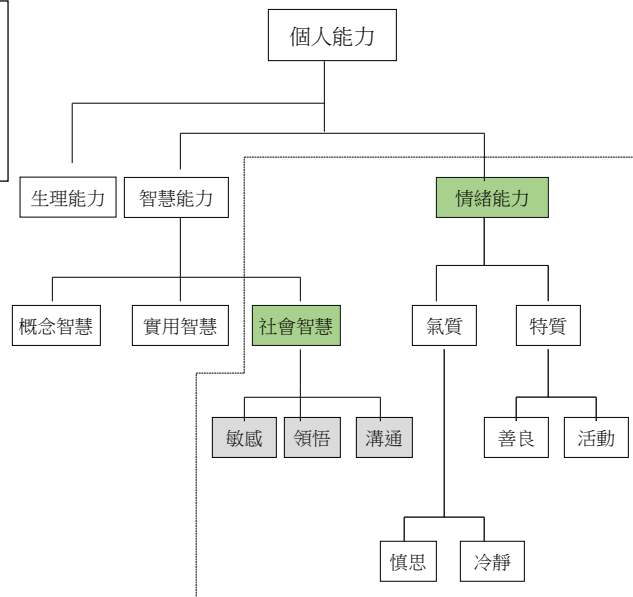 個人能力
生理能力
智慧能力
情緒能力
概念智慧
實用智慧
社會智慧
氣質
特質
敏感
領悟
溝通
善良
活動
慎思
冷靜